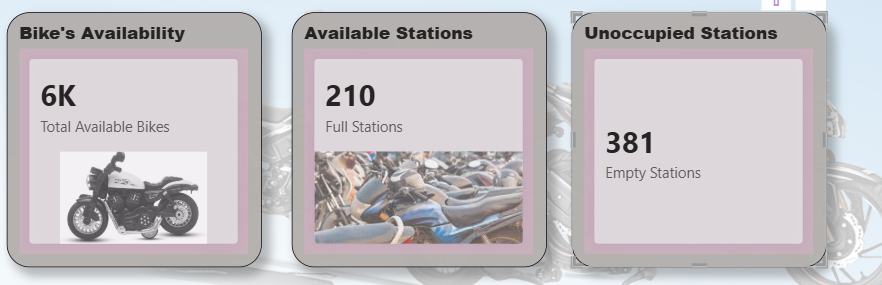 Bike's Availability
6K
Total Available Bikes
Available Stations
210
Full Stations
Unoccupied Stations
381
Empty Stations